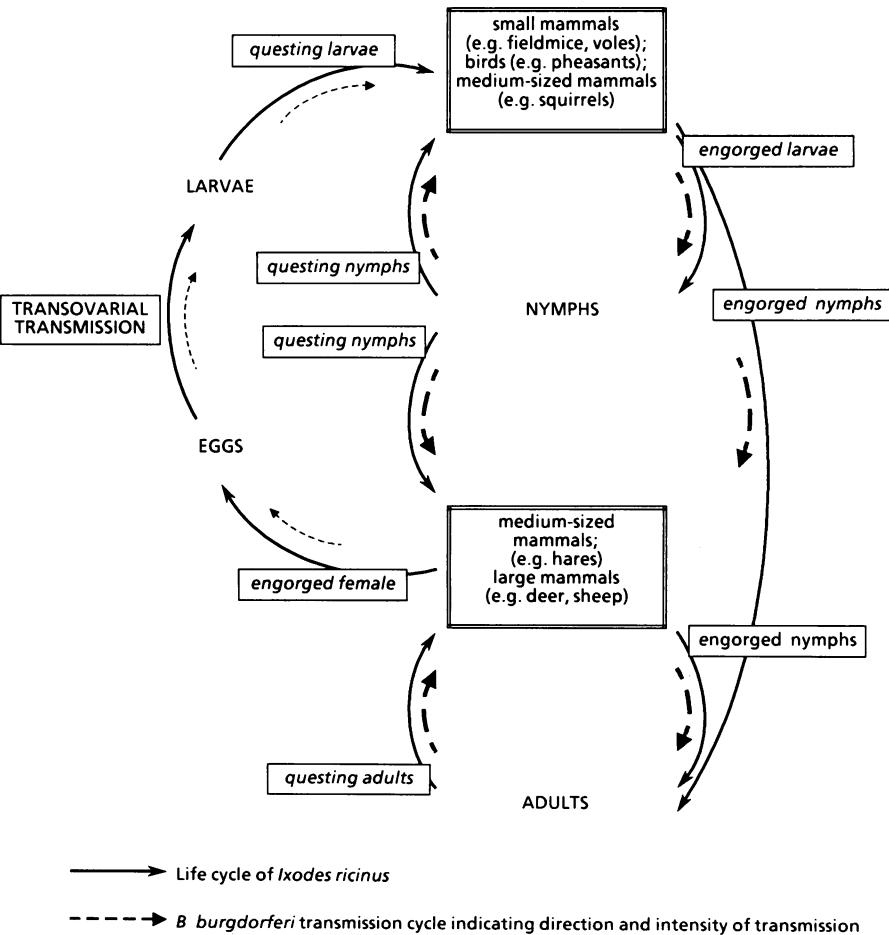 small mammals
(e.g. fieldmice, voles);
birds (e.g. pheasants);
medium-sized mammals
(e.g. squirrels)
questing larvae
engorged larvae
LARVAE
questing nymphs
NYMPHS
engorged nymphs
TRANSOVARIAL
TRANSMISSION
questing nymphs
EGGS
medium-sized
mammals;
(e.g. hares)
large mammals
(e.g. deer, sheep)
engorged female
engorged nymphs
questing adults
ADULTS
Life cycle of Ixodes ricinus
B burgdorferi transmission cycle indicating direction and intensity of transmission